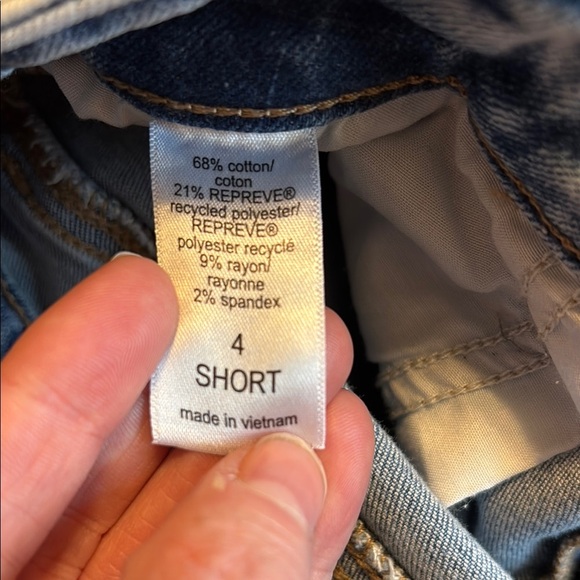 68% cotton/
coton
21% REPREVE®
recycled polyester/
REPREVE®
polyester recyclé
9% rayon/
rayonne
2% spandex
4
SHORT
made in vietnam